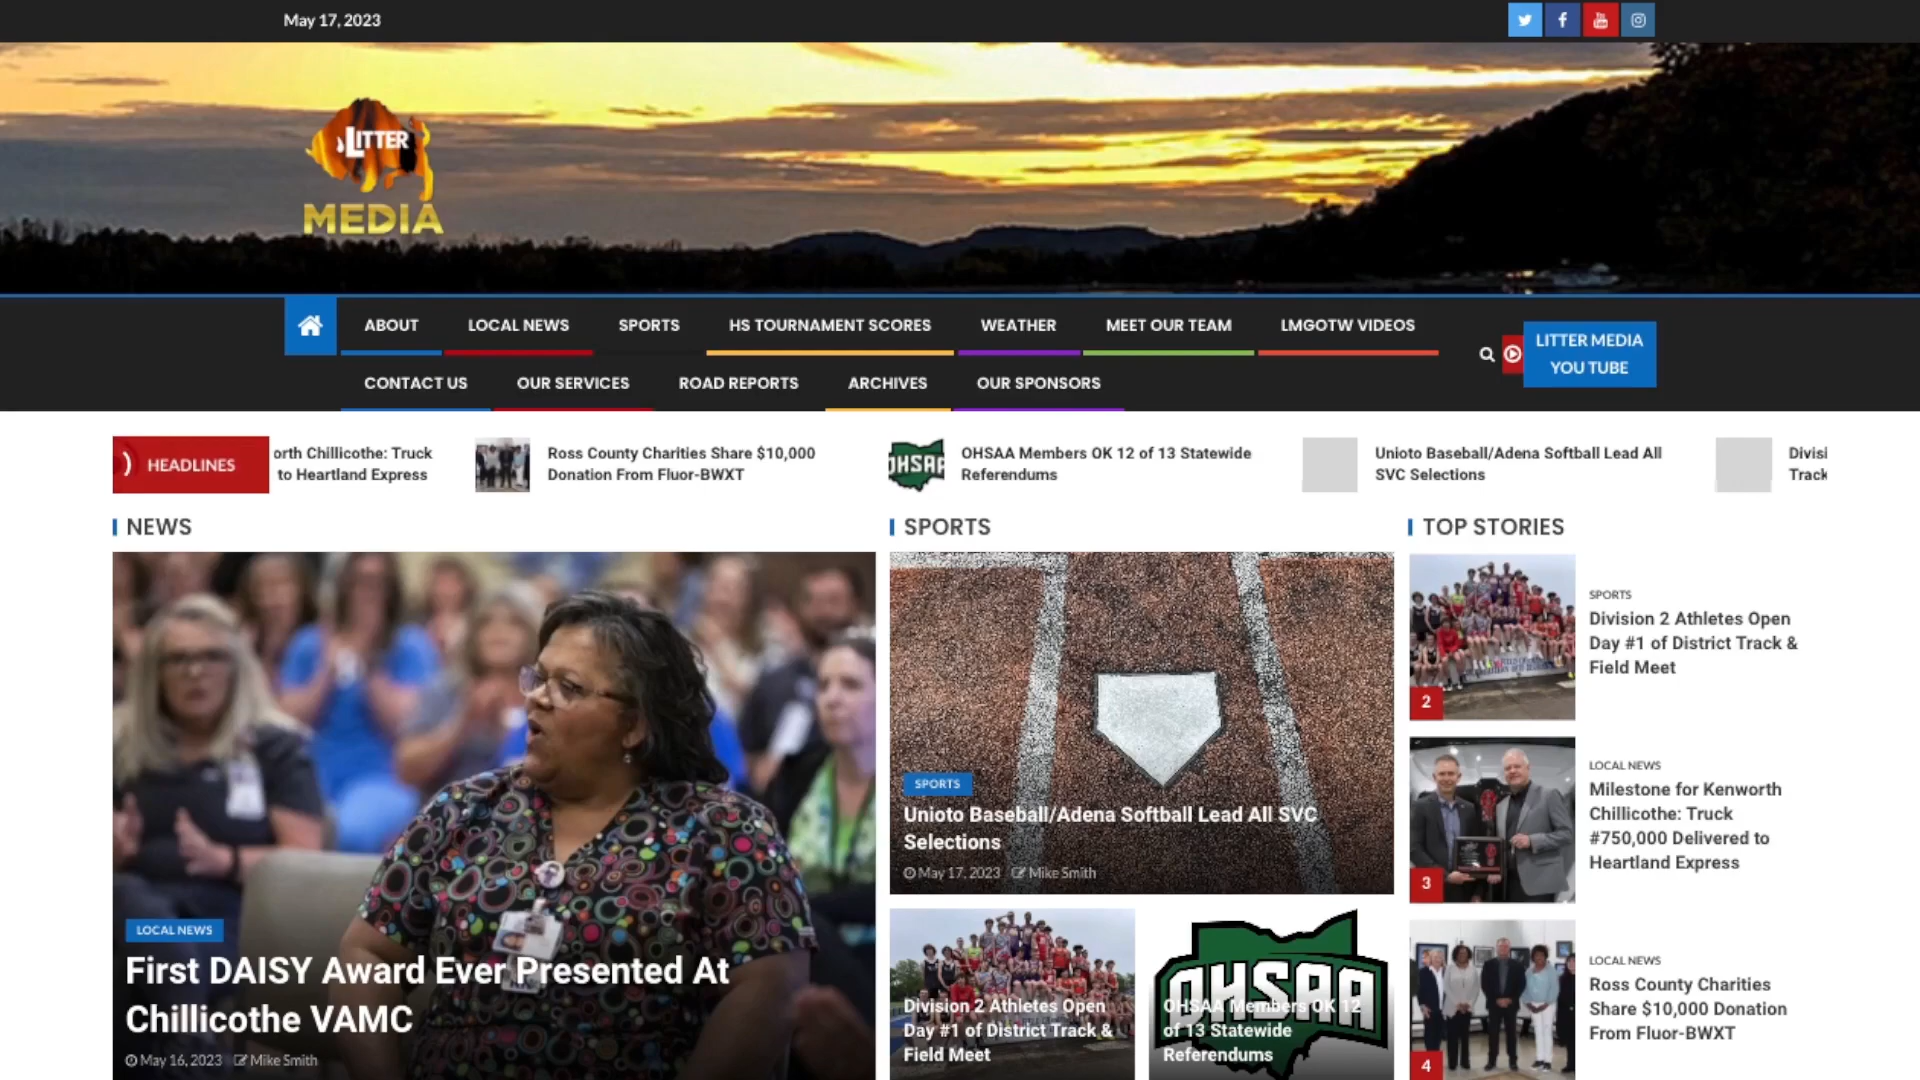 May 17, 2023
LITTER
MEDIA
ABOUT
LOCAL NEWS
SPORTS
HS TOURNAMENT SCORES
WEATHER
MEET OUR TEAM
LMGOTW VIDEOS
CONTACT US
OUR SERVICES
ROAD REPORTS
ARCHIVES
OUR SPONSORS
LITTER MEDIA
YOU TUBE
HEADLINES
orth Chillicothe: Truck
to Heartland Express
Ross County Charities Share $10,000
Donation From Fluor-BWXT
OHSAA
OHSAA Members OK 12 of 13 Statewide
Referendums
Unioto Baseball/Adena Softball Lead All
SVC Selections
Divisi
Track
NEWS
LOCAL NEWS
First DAISY Award Ever Presented At
Chillicothe VAMC
May 16, 2023 Mike Smith
SPORTS
SPORTS
Unioto Baseball/Adena Softball Lead All SVC
Selections
May 17, 2023 Mike Smith
Division 2 Athletes Open
Day #1 of District Track &
Field Meet
OHSAA
OHSAA Members OK 12
of 13 Statewide
Referendums
TOP STORIES
2
SPORTS
Division 2 Athletes Open
Day #1 of District Track &
Field Meet
3
LOCAL NEWS
Milestone for Kenworth
Chillicothe: Truck
#750,000 Delivered to
Heartland Express
4
LOCAL NEWS
Ross County Charities
Share $10,000 Donation
From Fluor-BWXT